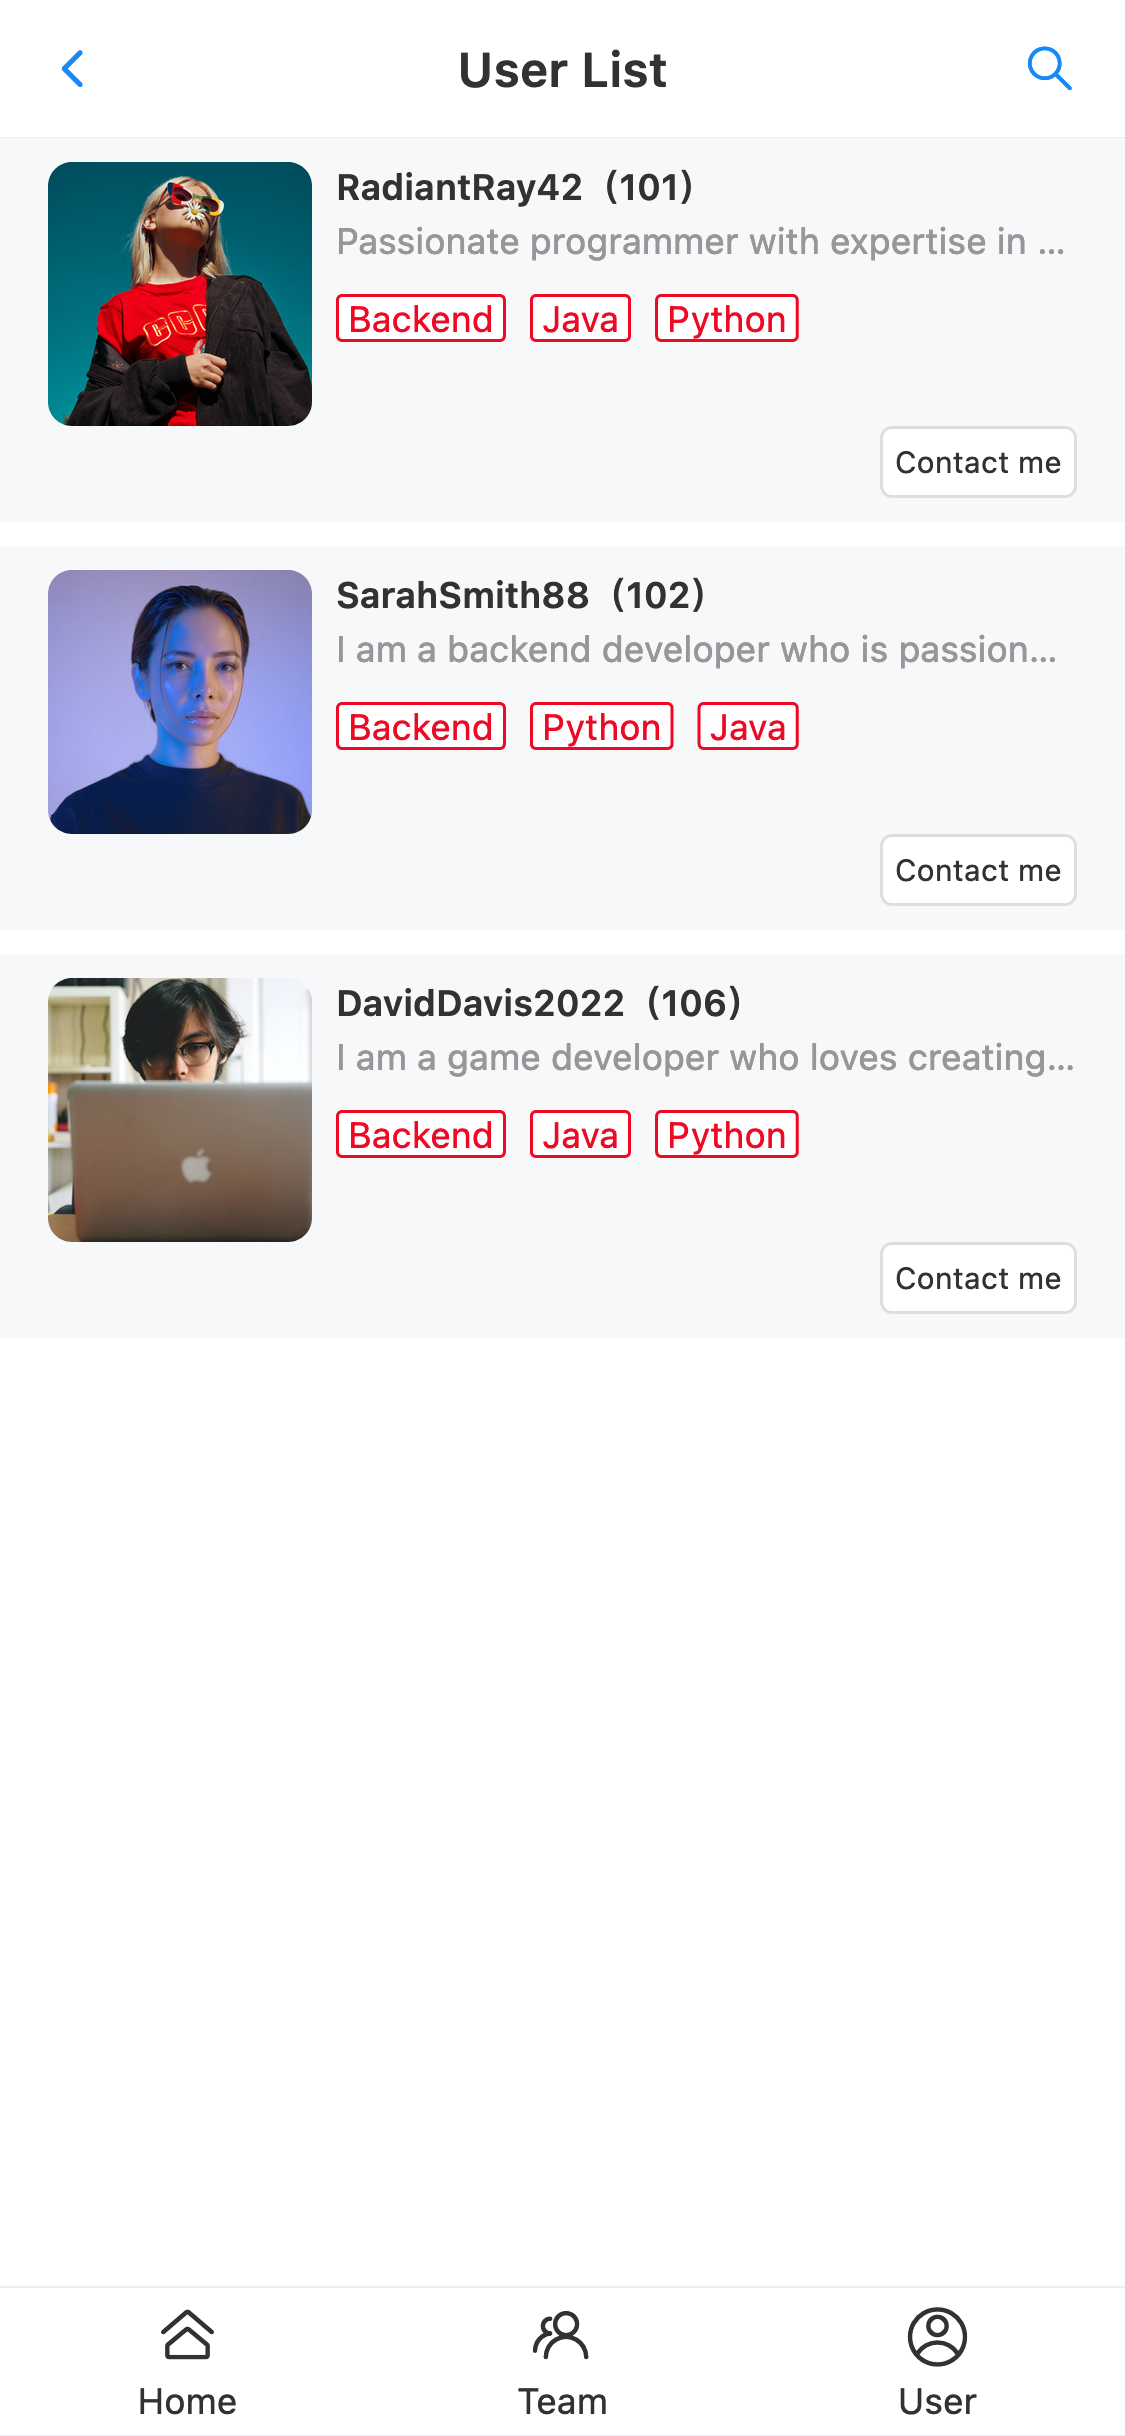 User List
RadiantRay42（101）
Passionate programmer with expertise in ...
Backend Java Python
Contact me
SarahSmith88（102）
I am a backend developer who is passion...
Backend Python Java
Contact me
DavidDavis2022（106）
I am a game developer who loves creating...
Backend Java Python
Contact me
Home Team User